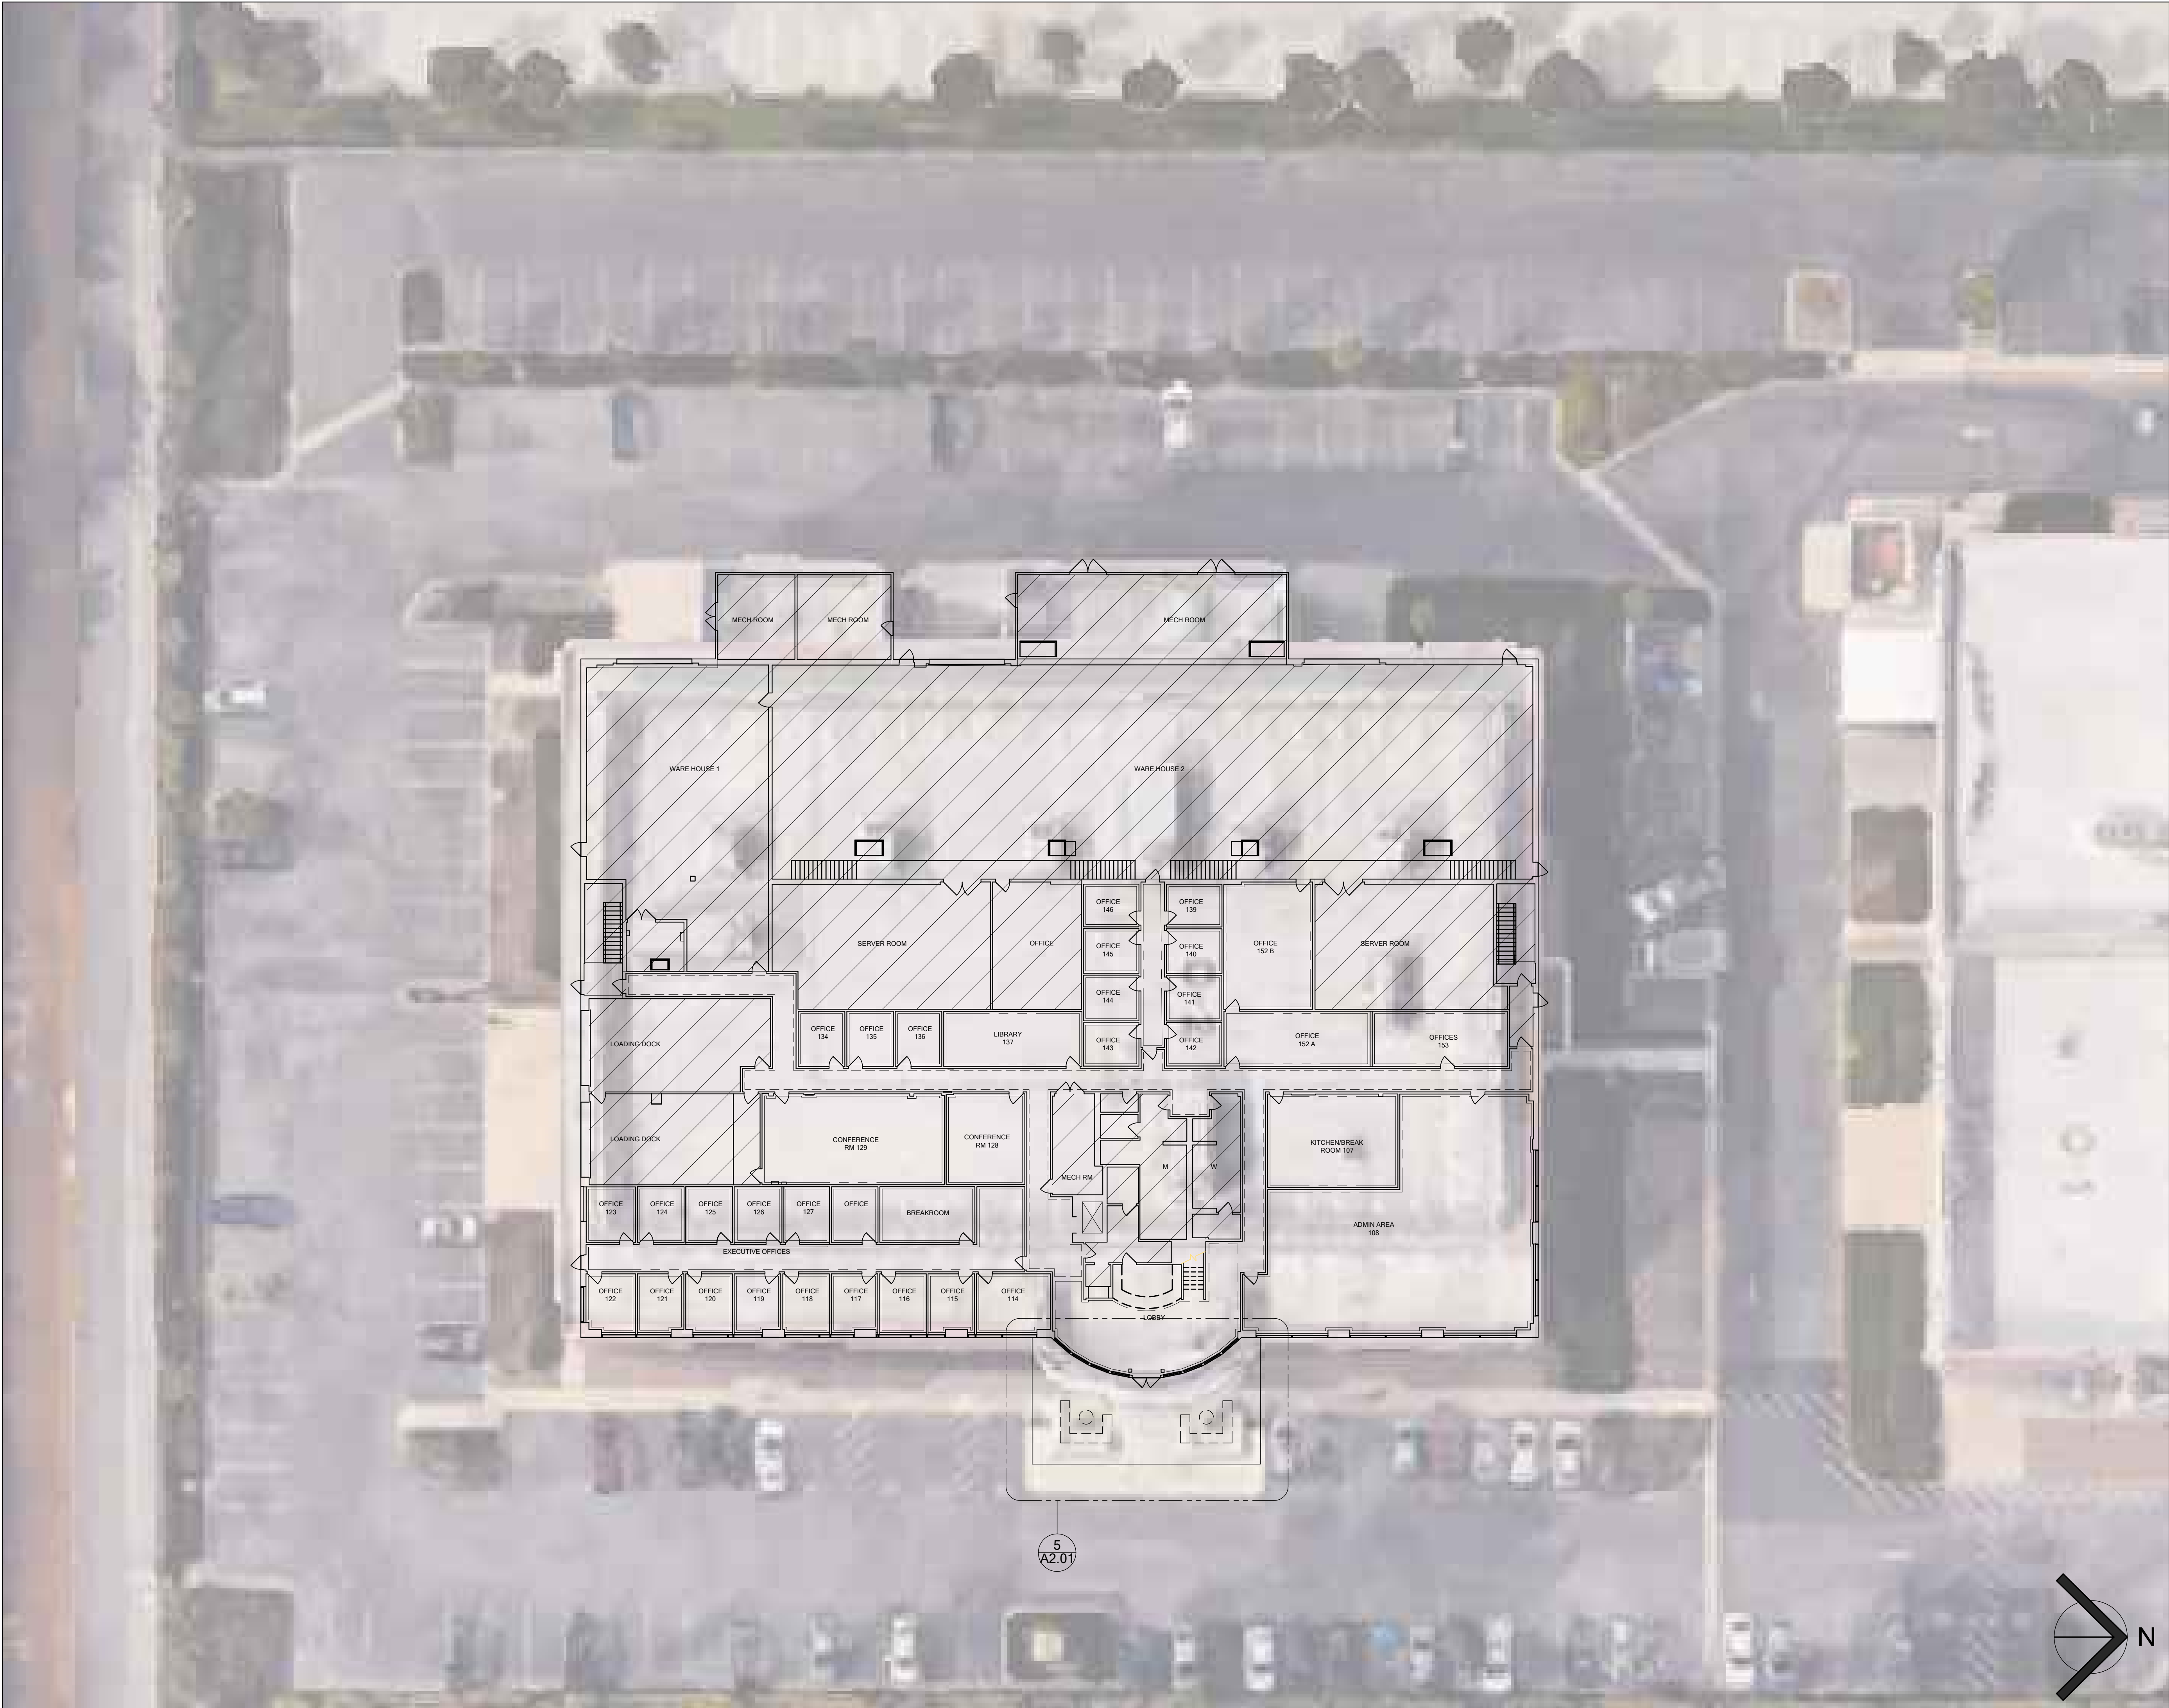 MECH ROOM
MECH ROOM
MECH ROOM
WARE HOUSE 1
WARE HOUSE 2
OFFICE
146
OFFICE
139
SERVER ROOM
OFFICE
OFFICE
145
OFFICE
140
OFFICE
152 B
SERVER ROOM
OFFICE
144
OFFICE
141
OFFICE
134
OFFICE
135
OFFICE
136
LIBRARY
137
OFFICE
143
OFFICE
142
OFFICE
152 A
OFFICES
153
LOADING DOCK
LOADING DOCK
CONFERENCE
RM 129
CONFERENCE
RM 128
KITCHEN/BREAK
ROOM 107
MECH RM
M
W
OFFICE
123
OFFICE
124
OFFICE
125
OFFICE
126
OFFICE
127
OFFICE
BREAKROOM
ADMIN AREA
108
EXECUTIVE OFFICES
OFFICE
122
OFFICE
121
OFFICE
120
OFFICE
119
OFFICE
118
OFFICE
117
OFFICE
116
OFFICE
115
OFFICE
114
LOBBY
5
A2.01
N